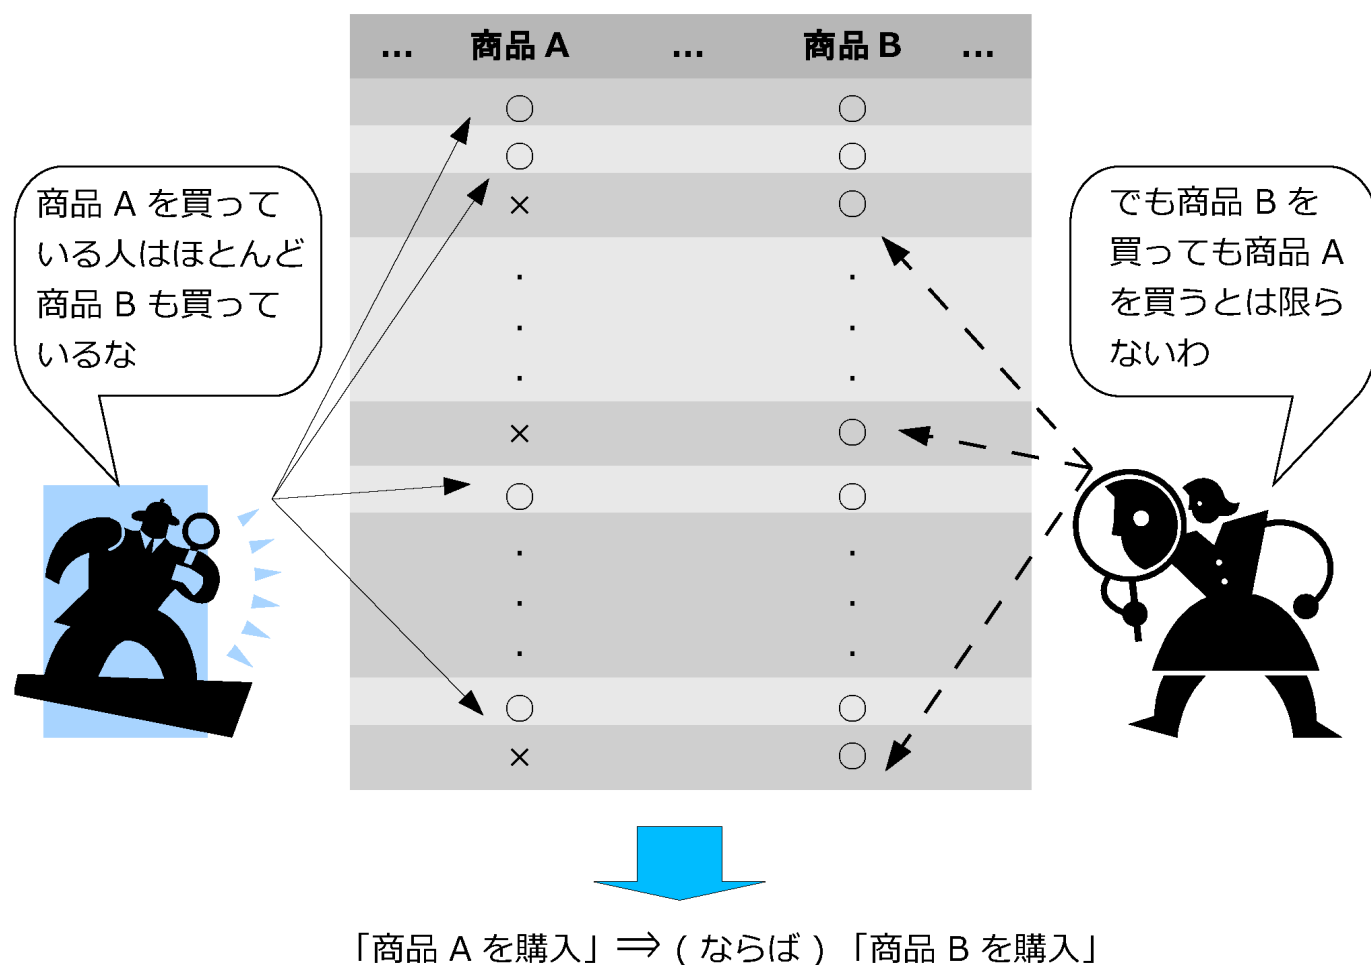 ... 商品 A ... 商品 B ...
○ ○
○ ○
× ○
. .
. .
. .
× ○
○ ○
. .
. .
. .
○ ○
× ○
商品 A を買って
いる人はほとんど
商品 B も買って
いるな
でも商品 B を
買っても商品 A
を買うとは限ら
ないわ
「商品 A を購入」⇒ ( ならば ) 「商品 B を購入」